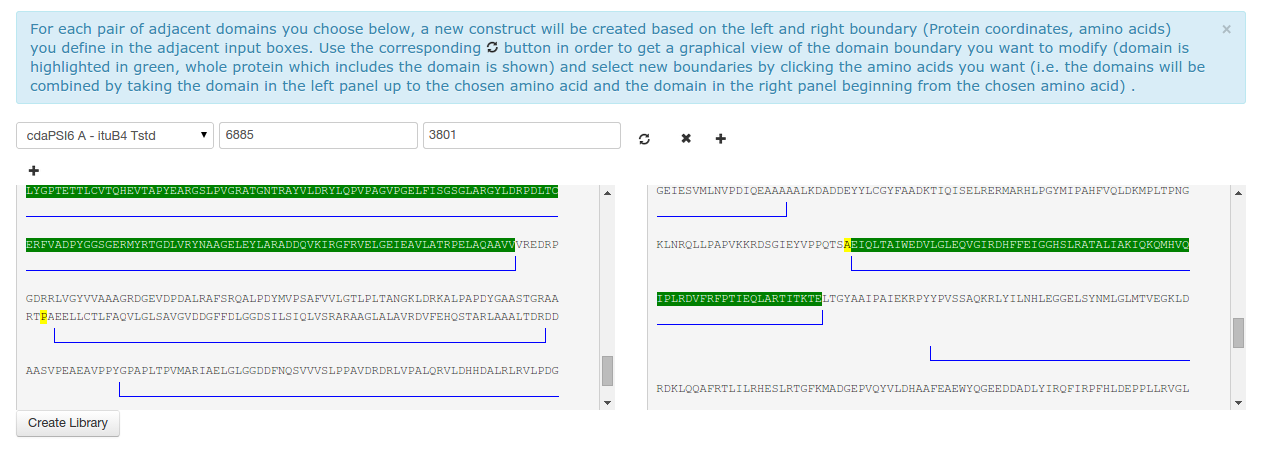 For each pair of adjacent domains you choose below, a new construct will be created based on the left and right boundary (Protein coordinates, amino acids)
you define in the adjacent input boxes. Use the corresponding button in order to get a graphical view of the domain boundary you want to modify (domain is
highlighted in green, whole protein which includes the domain is shown) and select new boundaries by clicking the amino acids you want (i.e. the domains will be
combined by taking the domain in the left panel up to the chosen amino acid and the domain in the right panel beginning from the chosen amino acid) .
×
cdaPSI6 A - ituB4 Tstd
6885
3801
LYGPTETTLCVTQHEVTAPYEARGSLPVGRATGNTRAYVLDRYLQPVPAGVPGELFISGSGLARGYLDRPDLTC
ERFVADPYGGSGERMYRTGDLVRYNAAGELEYLARADDQVKIRGFRVELGEIEAVLATRPELAQAAVVVREDRP
GDRRLVGYVVAAAGRDGEVDPDALRAFSRQALPDYMVPSAFVVLGTLPLTANGKLDRKALPAPDYGAASTGRAA
RTPAEELLCTLFAQVLGLSAVGVDDGFFDLGGDSILSIQLVSRARAAGLALAVRDVFEHQSTARLAAALTDRDD
AASVPEAEAVPPYGPAPLTPVMARIAELGLGGDDFNQSVVVSLPPAVDRDRLVPALQRVLDHHDALRLRVLPDG
GEIESVMLNVPDIQEAAAAALKDADDEYYLCGYFAADKTIQISELRERMARHLPGYMIPAHFVQLDKMPLTPNG
KLNRQLLPAPVKKRDSGIEYVPPQTSAEIQLTAIWEDVLGLEQVGIRDHFFEIGGHSLRATALIAKIQKQMHVQ
IPLRDVFRFPTIEQLARTITKTELTGYAAIPAIEKRPYYPVSSAQKRLYILNHLEGGELSYNMLGLMTVEGKLD
RDKLQQAFRTLILRHESLRTGFKMADGEPVQYVLDHAAFEAEWYQGEEDDADLYIRQFIRPFHLDEPPLLRVGL
Create Library